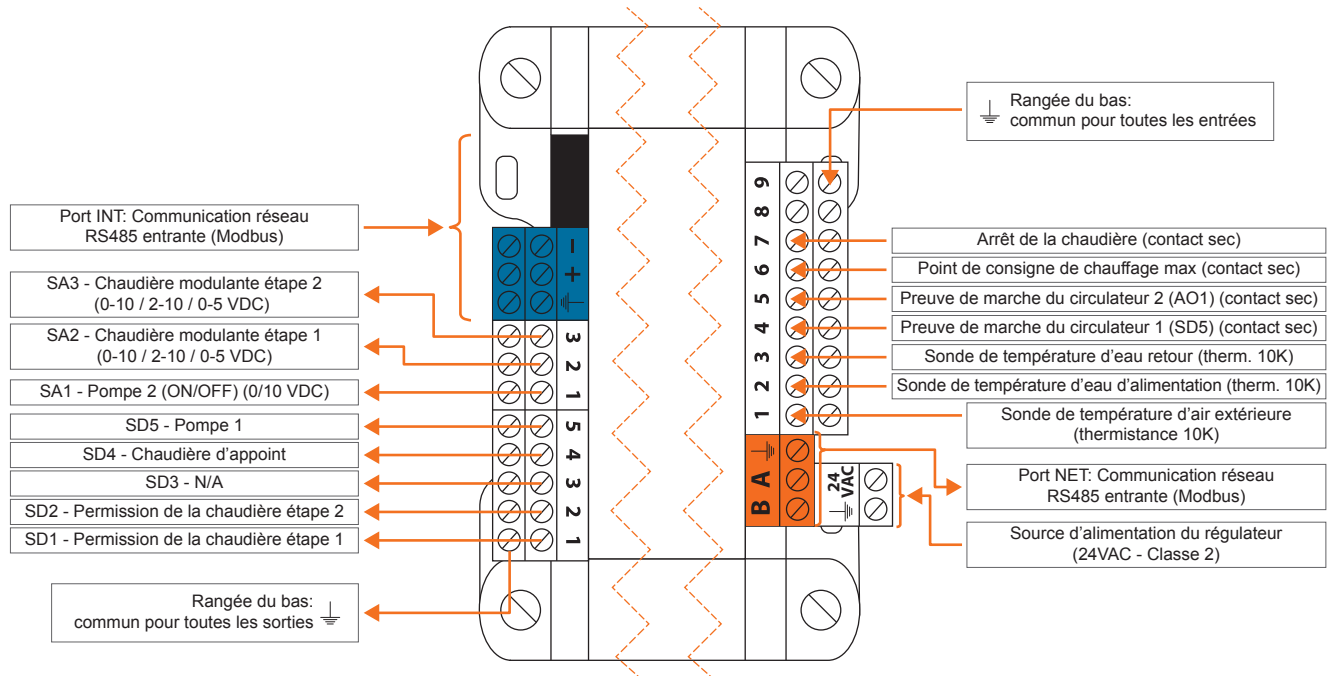 Port INT: Communication réseau
RS485 entrante (Modbus)
SA3 - Chaudière modulante étape 2
(0-10 / 2-10 / 0-5 VDC)
SA2 - Chaudière modulante étape 1
(0-10 / 2-10 / 0-5 VDC)
SA1 - Pompe 2 (ON/OFF) (0/10 VDC)
SD5 - Pompe 1
SD4 - Chaudière d'appoint
SD3 - N/A
SD2 - Permission de la chaudière étape 2
SD1 - Permission de la chaudière étape 1
Rangée du bas:
commun pour toutes les sorties
−
+
3
2
1
5
4
3
2
1
9
8
7
6
5
4
3
2
1
A
B
24
VAC
Rangée du bas:
commun pour toutes les entrées
Arrêt de la chaudière (contact sec)
Point de consigne de chauffage max (contact sec)
Preuve de marche du circulateur 2 (AO1) (contact sec)
Preuve de marche du circulateur 1 (SD5) (contact sec)
Sonde de température d'eau retour (therm. 10K)
Sonde de température d'eau d'alimentation (therm. 10K)
Sonde de température d'air extérieure
(thermistance 10K)
Port NET: Communication réseau
RS485 entrante (Modbus)
Source d'alimentation du régulateur
(24VAC - Classe 2)